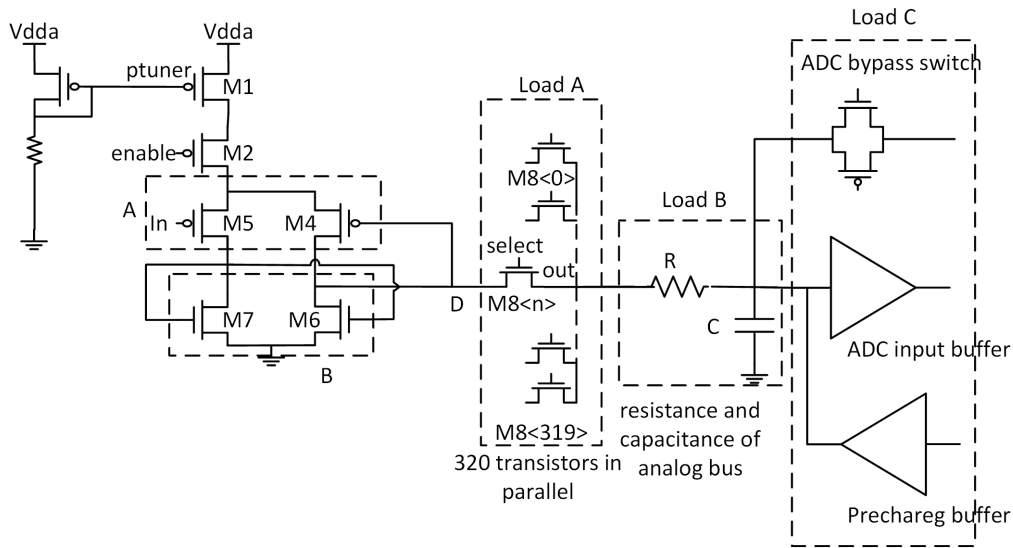 Load C
Vdda
Vdda
ADC bypass switch
ptuner
M1
Load A
enable
M2
M8<0>
A
In
M5
M4
Load B
select
out
R
D
M8<n>
M7
M6
C
B
ADC input buffer
M8<319>
320 transistors in
parallel
resistance and
capacitance of
analog bus
Prechareg buffer